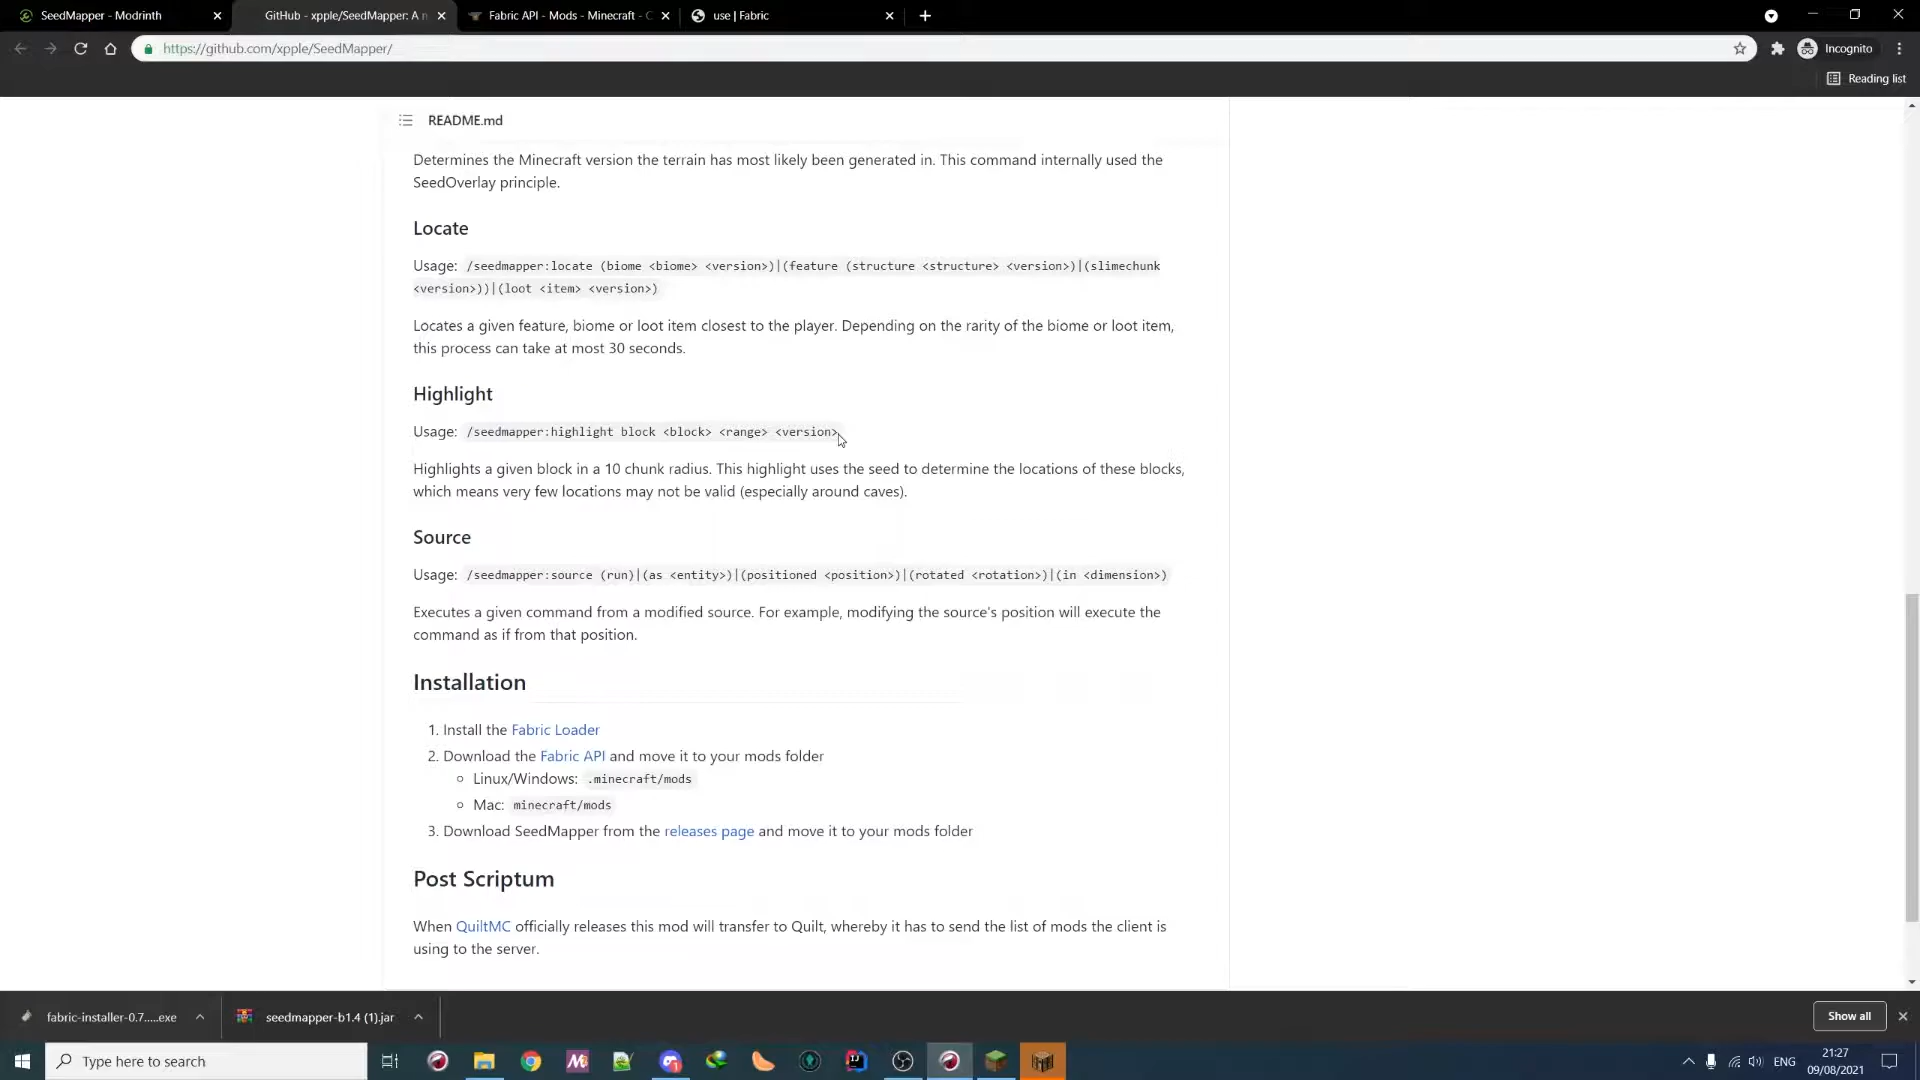 SeedMapper - Modrinth
GitHub - xpple/SeedMapper: A n
Fabric API - Mods - Minecraft - C
use | Fabric
https://github.com/xpple/SeedMapper/
Incognito
Reading list
README.md
Determines the Minecraft version the terrain has most likely been generated in. This command internally used the
SeedOverlay principle.
Locate
Usage: /seedmapper:locate (biome <biome> <version>)|(feature (structure <structure> <version>)|(slimechunk
<version>))|(loot <item> <version>)
Locates a given feature, biome or loot item closest to the player. Depending on the rarity of the biome or loot item,
this process can take at most 30 seconds.
Highlight
Usage: /seedmapper:highlight block <block> <range> <version>
Highlights a given block in a 10 chunk radius. This highlight uses the seed to determine the locations of these blocks,
which means very few locations may not be valid (especially around caves).
Source
Usage: /seedmapper:source (run)|(as <entity>)|(positioned <position>)|(rotated <rotation>)|(in <dimension>)
Executes a given command from a modified source. For example, modifying the source's position will execute the
command as if from that position.
Installation
1. Install the Fabric Loader
2. Download the Fabric API and move it to your mods folder
Linux/Windows: .minecraft/mods
Mac: minecraft/mods
3. Download SeedMapper from the releases page and move it to your mods folder
Post Scriptum
When QuiltMC officially releases this mod will transfer to Quilt, whereby it has to send the list of mods the client is
using to the server.
fabric-installer-0.7.....exe
seedmapper-b1.4 (1).jar
Show all
Type here to search
ENG
21:27
09/08/2021